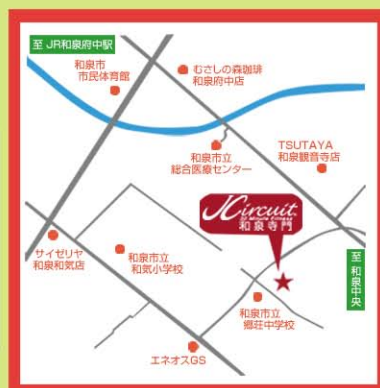 至 JR和泉府中駅
和泉市
市民体育館
むさしの森珈琲
和泉府中店
和泉市立
総合医療センター
TSUTAYA
和泉観音寺店
JCircuit.
和泉寺門
至 和泉中央
サイゼリヤ
和泉和気店
和泉市立
和気小学校
和泉市立
郷荘中学校
エネオスGS